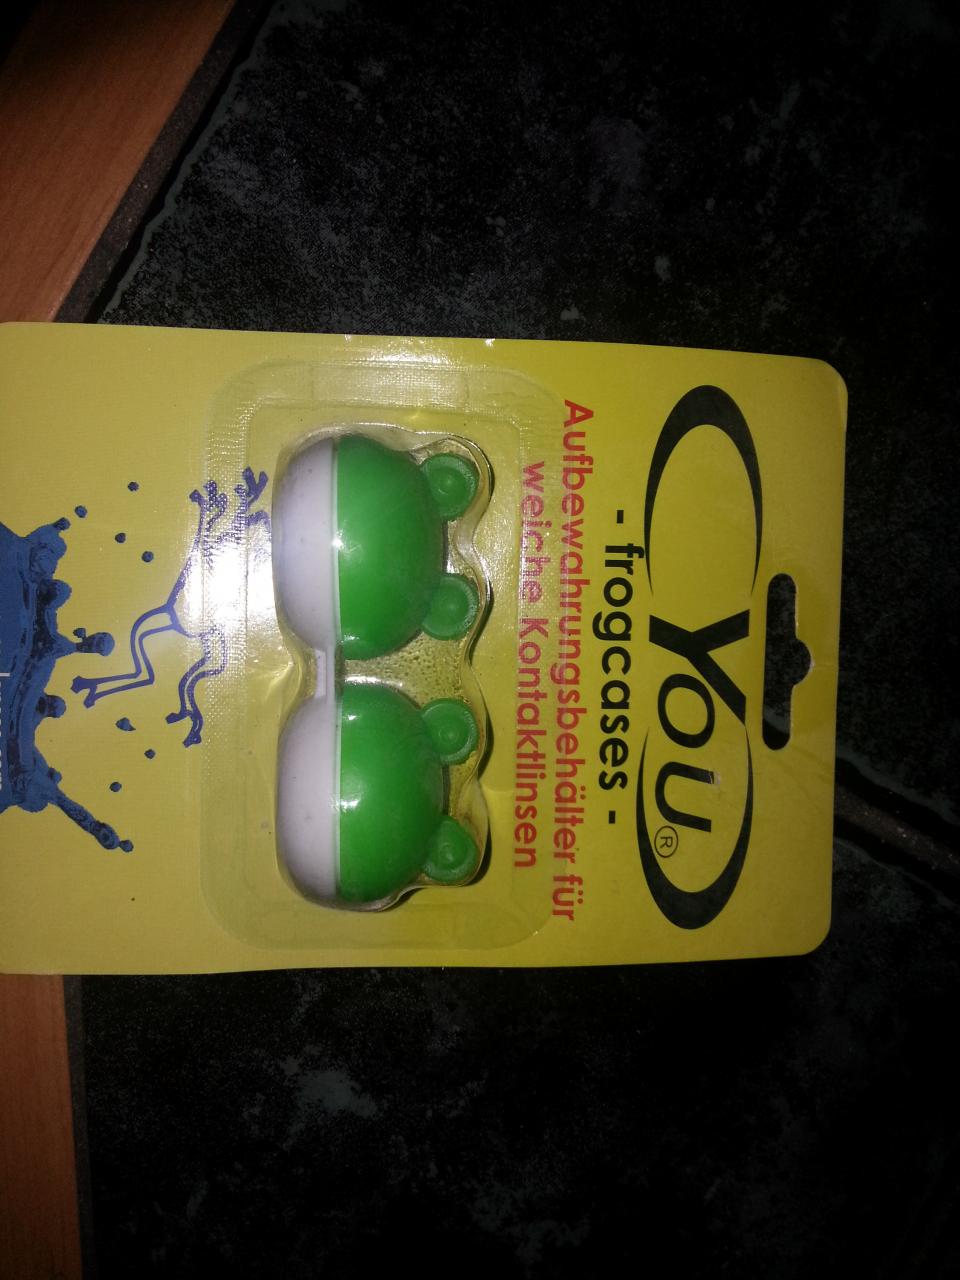 You®
- frogcases -
Aufbewahrungsbehälter für
weiche Kontaktlinsen